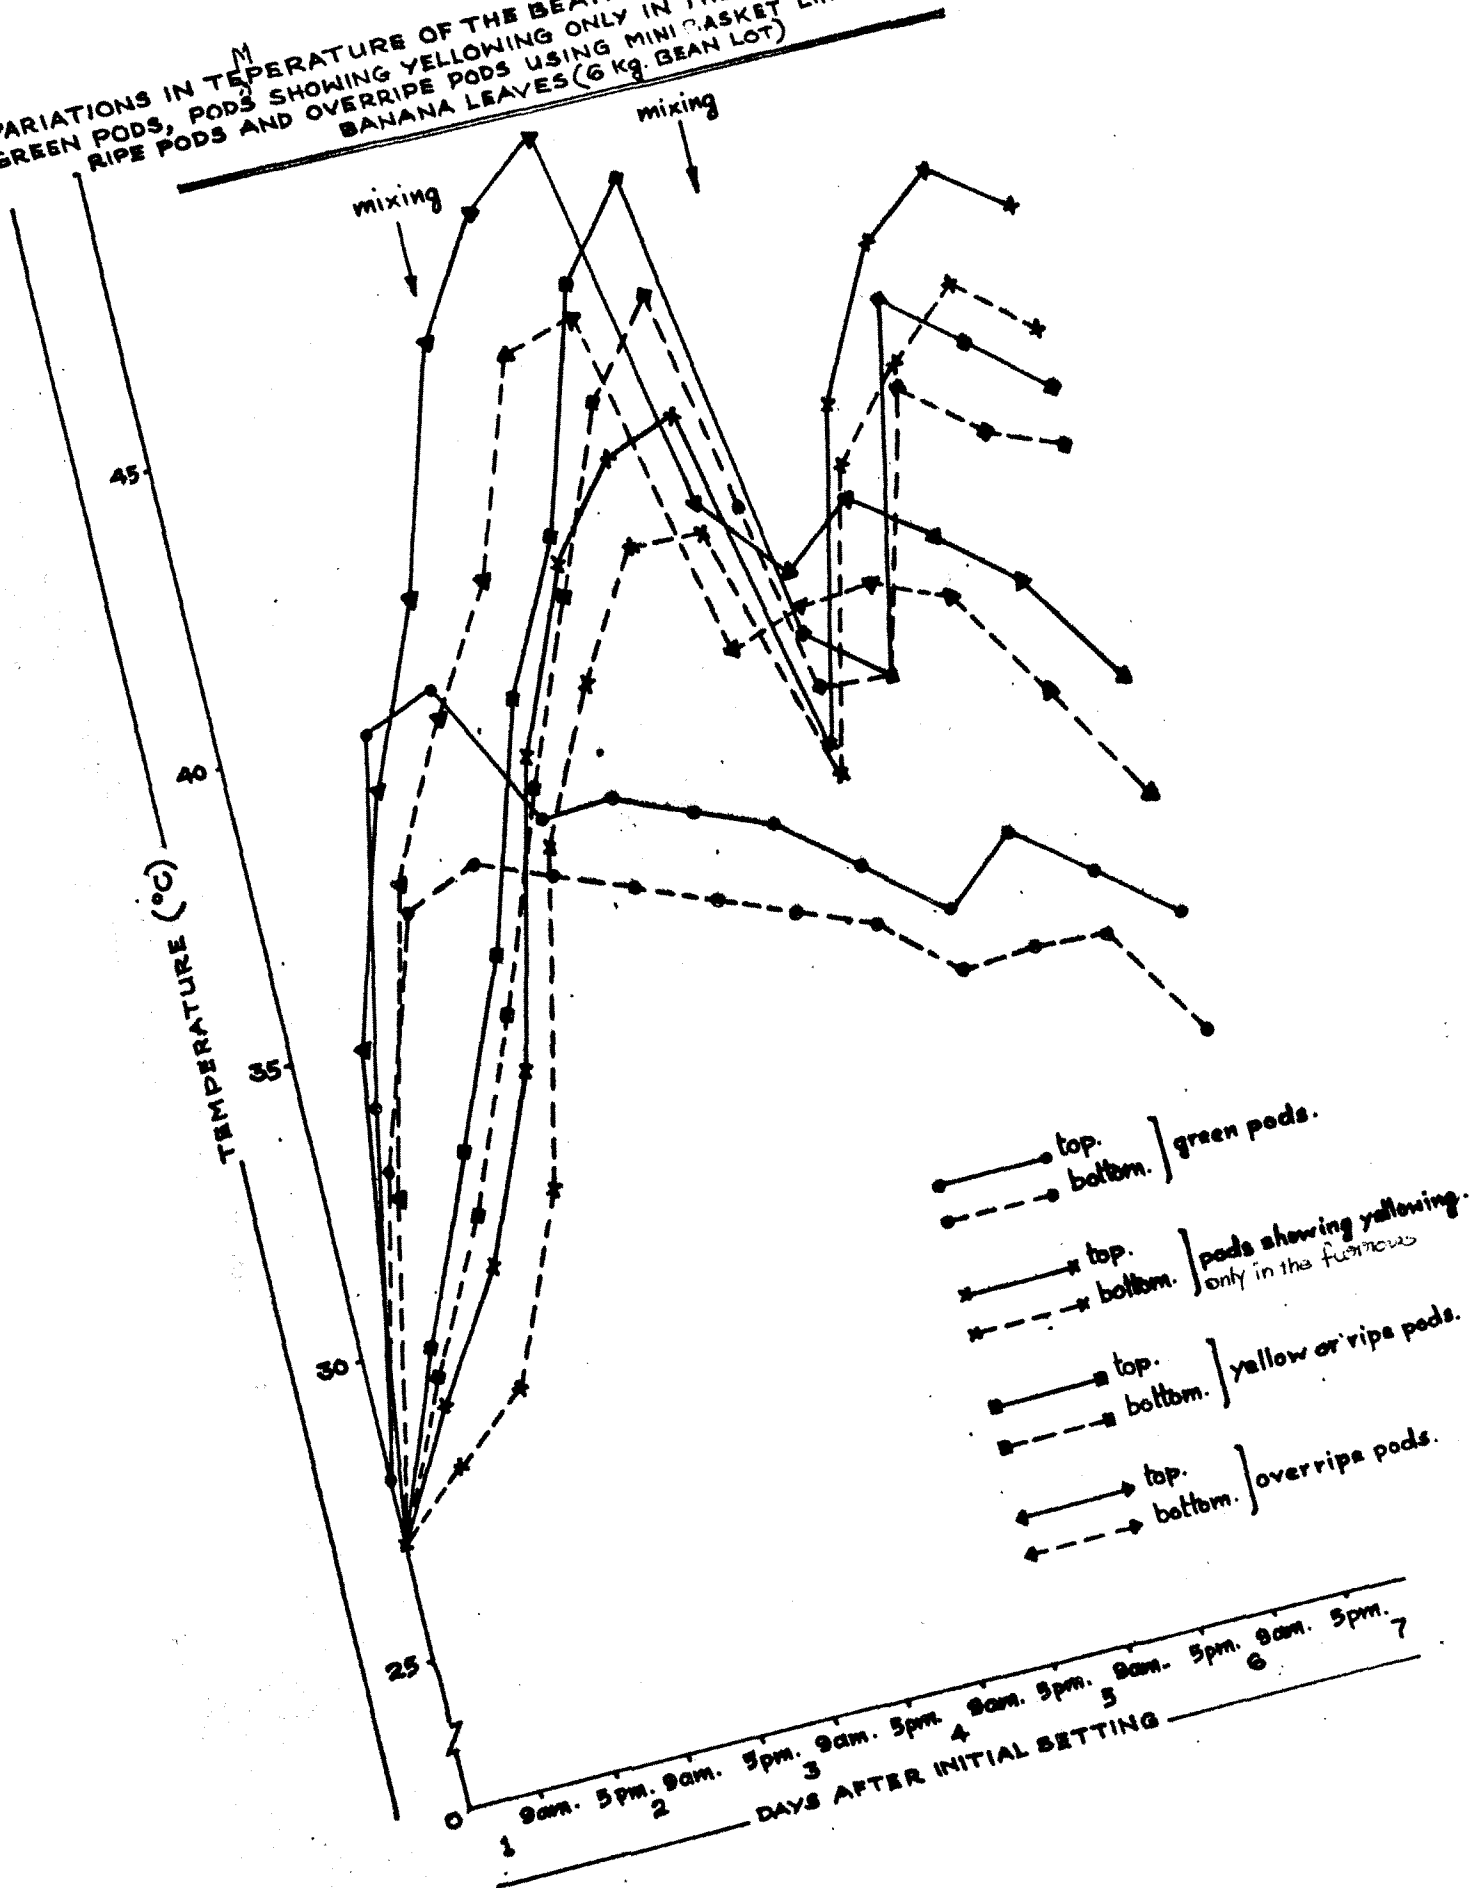 VARIATIONS IN TEPERATURE OF THE
M
GREEN PODS, PODS SHOWING YELLOWING ONLY IN
RIPE PODS AND OVERRIPE PODS USING MINI BASKET
BANANA LEAVES (6 Kg. BEAN LOT)
mixing
mixing
45
40
35
30
25
0
TEMPERATURE (°C)
top.
bottom.
green pods.
top.
bottom.
pods showing yellowing.
only in the furrows
top.
bottom.
yellow or ripe pods.
top.
bottom.
overripe pods.
9am. 5pm. 9am. 5pm. 9am. 5pm. 9am. 5pm. 9am. 5pm. 9am. 5pm.
1 2 3 4 5 6 7
DAYS AFTER INITIAL SETTING